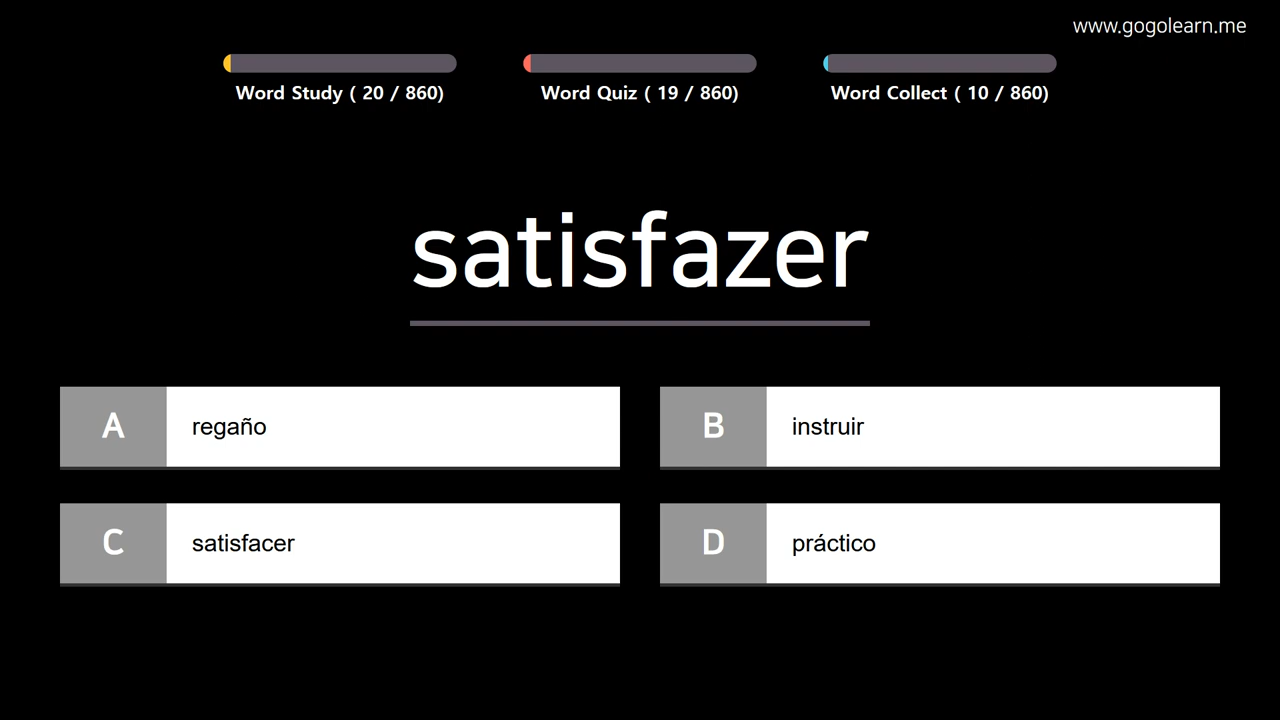 www.gogolearn.me
Word Study ( 20 / 860)
Word Quiz ( 19 / 860)
Word Collect ( 10 / 860)
satisfazer
A regaño
B instruir
C satisfacer
D práctico